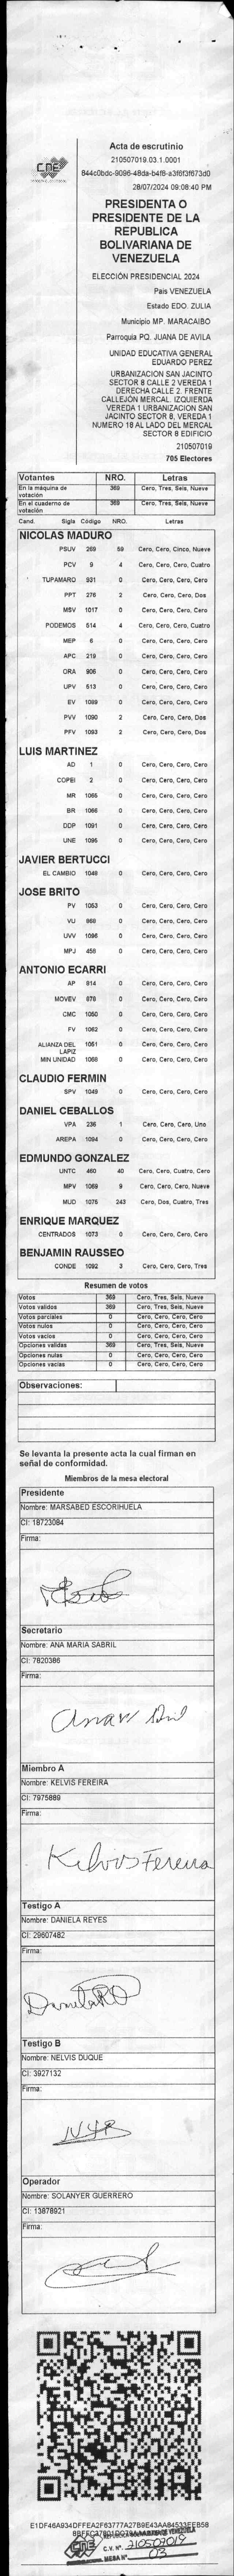 CNE
Acta de escrutinio
210507019.03.1.0001
28/07/2024 09:08:40 PM
PRESIDENTA O
PRESIDENTE DE LA
REPUBLICA
BOLIVARIANA DE
VENEZUELA
ELECCIÓN PRESIDENCIAL 2024
Pais VENEZUELA
Estado EDO. ZULIA
Municipio MP. MARACAIBO
Parroquia PQ. JUANA DE AVILA
UNIDAD EDUCATIVA GENERAL
EDUARDO PEREZ
URBANIZACION SAN JACINTO
SECTOR 8 CALLE 2 VEREDA 1
DERECHA CALLE 2. FRENTE
CALLEJÓN MERCAL. IZQUIERDA
VEREDA 1 URBANIZACION SAN
JACINTO SECTOR 8, VEREDA 1
NUMERO 18 AL LADO DEL MERCAL
SECTOR 8 EDIFICIO
210507019
705 Electores
Votantes NRO. Letras
En la máquina de votación 369 Cero, Tres, Seis, Nueve
En el cuaderno de votación 369 Cero, Tres, Seis, Nueve
Cand. Sigla Código NRO. Letras
NICOLAS MADURO
PSUV 269 59 Cero, Cero, Cinco, Nueve
PCV 9 4 Cero, Cero, Cero, Cuatro
TUPAMARO 931 0 Cero, Cero, Cero, Cero
PPT 276 2 Cero, Cero, Cero, Dos
MSV 1017 0 Cero, Cero, Cero, Cero
PODEMOS 514 4 Cero, Cero, Cero, Cuatro
MEP 6 0 Cero, Cero, Cero, Cero
APC 219 0 Cero, Cero, Cero, Cero
ORA 906 0 Cero, Cero, Cero, Cero
UPV 513 0 Cero, Cero, Cero, Cero
EV 1089 0 Cero, Cero, Cero, Cero
PVV 1090 2 Cero, Cero, Cero, Dos
PFV 1093 2 Cero, Cero, Cero, Dos
LUIS MARTINEZ
AD 1 0 Cero, Cero, Cero, Cero
COPEI 2 0 Cero, Cero, Cero, Cero
MR 1065 0 Cero, Cero, Cero, Cero
BR 1066 0 Cero, Cero, Cero, Cero
DDP 1091 0 Cero, Cero, Cero, Cero
UNE 1095 0 Cero, Cero, Cero, Cero
JAVIER BERTUCCI
EL CAMBIO 1048 0 Cero, Cero, Cero, Cero
JOSE BRITO
PV 1053 0 Cero, Cero, Cero, Cero
VU 868 0 Cero, Cero, Cero, Cero
UVV 1096 0 Cero, Cero, Cero, Cero
MPJ 458 0 Cero, Cero, Cero, Cero
ANTONIO ECARRI
AP 914 0 Cero, Cero, Cero, Cero
MOVEV 878 0 Cero, Cero, Cero, Cero
CMC 1050 0 Cero, Cero, Cero, Cero
FV 1062 0 Cero, Cero, Cero, Cero
ALIANZA DEL LAPIZ 1051 0 Cero, Cero, Cero, Cero
MIN UNIDAD 1068 0 Cero, Cero, Cero, Cero
CLAUDIO FERMIN
SPV 1049 0 Cero, Cero, Cero, Cero
DANIEL CEBALLOS
VPA 236 1 Cero, Cero, Cero, Uno
AREPA 1094 0 Cero, Cero, Cero, Cero
EDMUNDO GONZALEZ
UNTC 460 40 Cero, Cero, Cuatro, Cero
MPV 1069 9 Cero, Cero, Cero, Nueve
MUD 1075 243 Cero, Dos, Cuatro, Tres
ENRIQUE MARQUEZ
CENTRADOS 1073 0 Cero, Cero, Cero, Cero
BENJAMIN RAUSSEO
CONDE 1092 3 Cero, Cero, Cero, Tres
Resumen de votos
Votos 369 Cero, Tres, Seis, Nueve
Votos validos 369 Cero, Tres, Seis, Nueve
Votos parciales 0 Cero, Cero, Cero, Cero
Votos nulos 0 Cero, Cero, Cero, Cero
Votos vacios 0 Cero, Cero, Cero, Cero
Opciones validas 369 Cero, Tres, Seis, Nueve
Opciones nulas 0 Cero, Cero, Cero, Cero
Opciones vacias 0 Cero, Cero, Cero, Cero
Observaciones:
Se levanta la presente acta la cual firman en
señal de conformidad.
Miembros de la mesa electoral
Presidente
Nombre: MARSABED ESCORIHUELA
CI: 18723084
Firma:
Secretario
Nombre: ANA MARIA SABRIL
CI: 7820386
Firma:
Miembro A
Nombre: KELVIS FEREIRA
CI: 7975889
Firma:
Kelvis Fereira
Testigo A
Nombre: DANIELA REYES
CI: 29607482
Firma:
Testigo B
Nombre: NELVIS DUQUE
CI: 3927132
Firma:
Operador
Nombre: SOLANYER GUERRERO
CI: 13878921
Firma:
E1DF46A934DFFEA2F63777A27B9E43AA84533EEB58
CNE
C.V. Nº. 210507019
MESA Nº 03